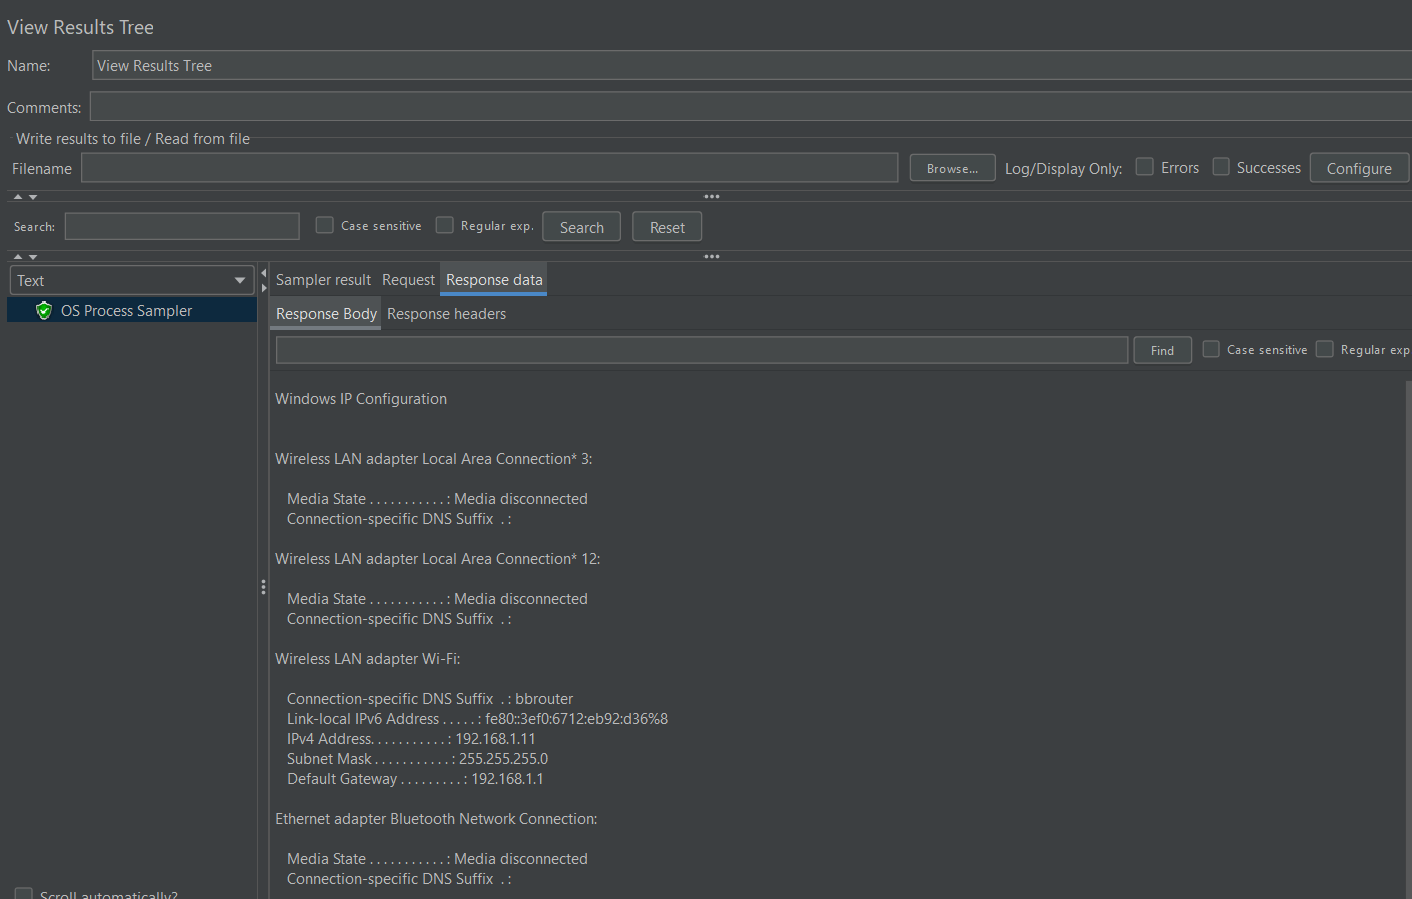 View Results Tree
Name: View Results Tree
Comments:
Write results to file / Read from file
Filename Browse... Log/Display Only: Errors Successes Configure
Search: Case sensitive Regular exp. Search Reset
Text
OS Process Sampler
Sampler result Request Response data
Response Body Response headers
Find Case sensitive Regular exp
Windows IP Configuration
Wireless LAN adapter Local Area Connection* 3:
Media State . . . . . . . . . . . : Media disconnected
Connection-specific DNS Suffix  . :
Wireless LAN adapter Local Area Connection* 12:
Media State . . . . . . . . . . . : Media disconnected
Connection-specific DNS Suffix  . :
Wireless LAN adapter Wi-Fi:
Connection-specific DNS Suffix  . : bbrouter
Link-local IPv6 Address . . . . . : fe80::3ef0:6712:eb92:d36%8
IPv4 Address. . . . . . . . . . . : 192.168.1.11
Subnet Mask . . . . . . . . . . . : 255.255.255.0
Default Gateway . . . . . . . . . : 192.168.1.1
Ethernet adapter Bluetooth Network Connection:
Media State . . . . . . . . . . . : Media disconnected
Connection-specific DNS Suffix  . :
Scroll automatically?